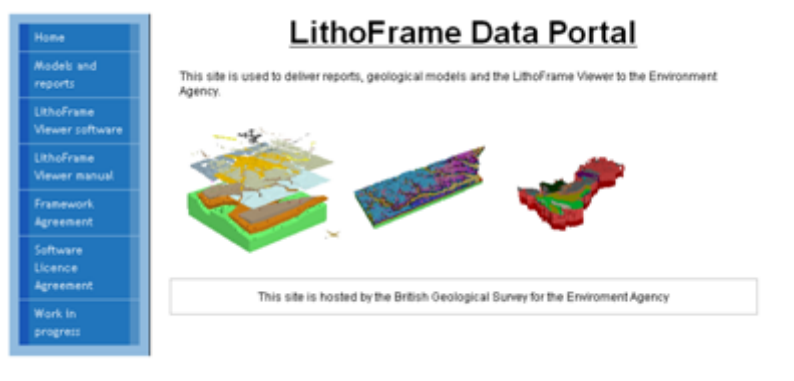 Home
Models and
reports
LithoFrame
Viewer software
LithoFrame
Viewer manual
Framework
Agreement
Software
Licence
Agreement
Work in
progress
LithoFrame Data Portal
This site is used to deliver reports, geological models and the LithoFrame Viewer to the Environment
Agency.
This site is hosted by the British Geological Survey for the Enviroment Agency